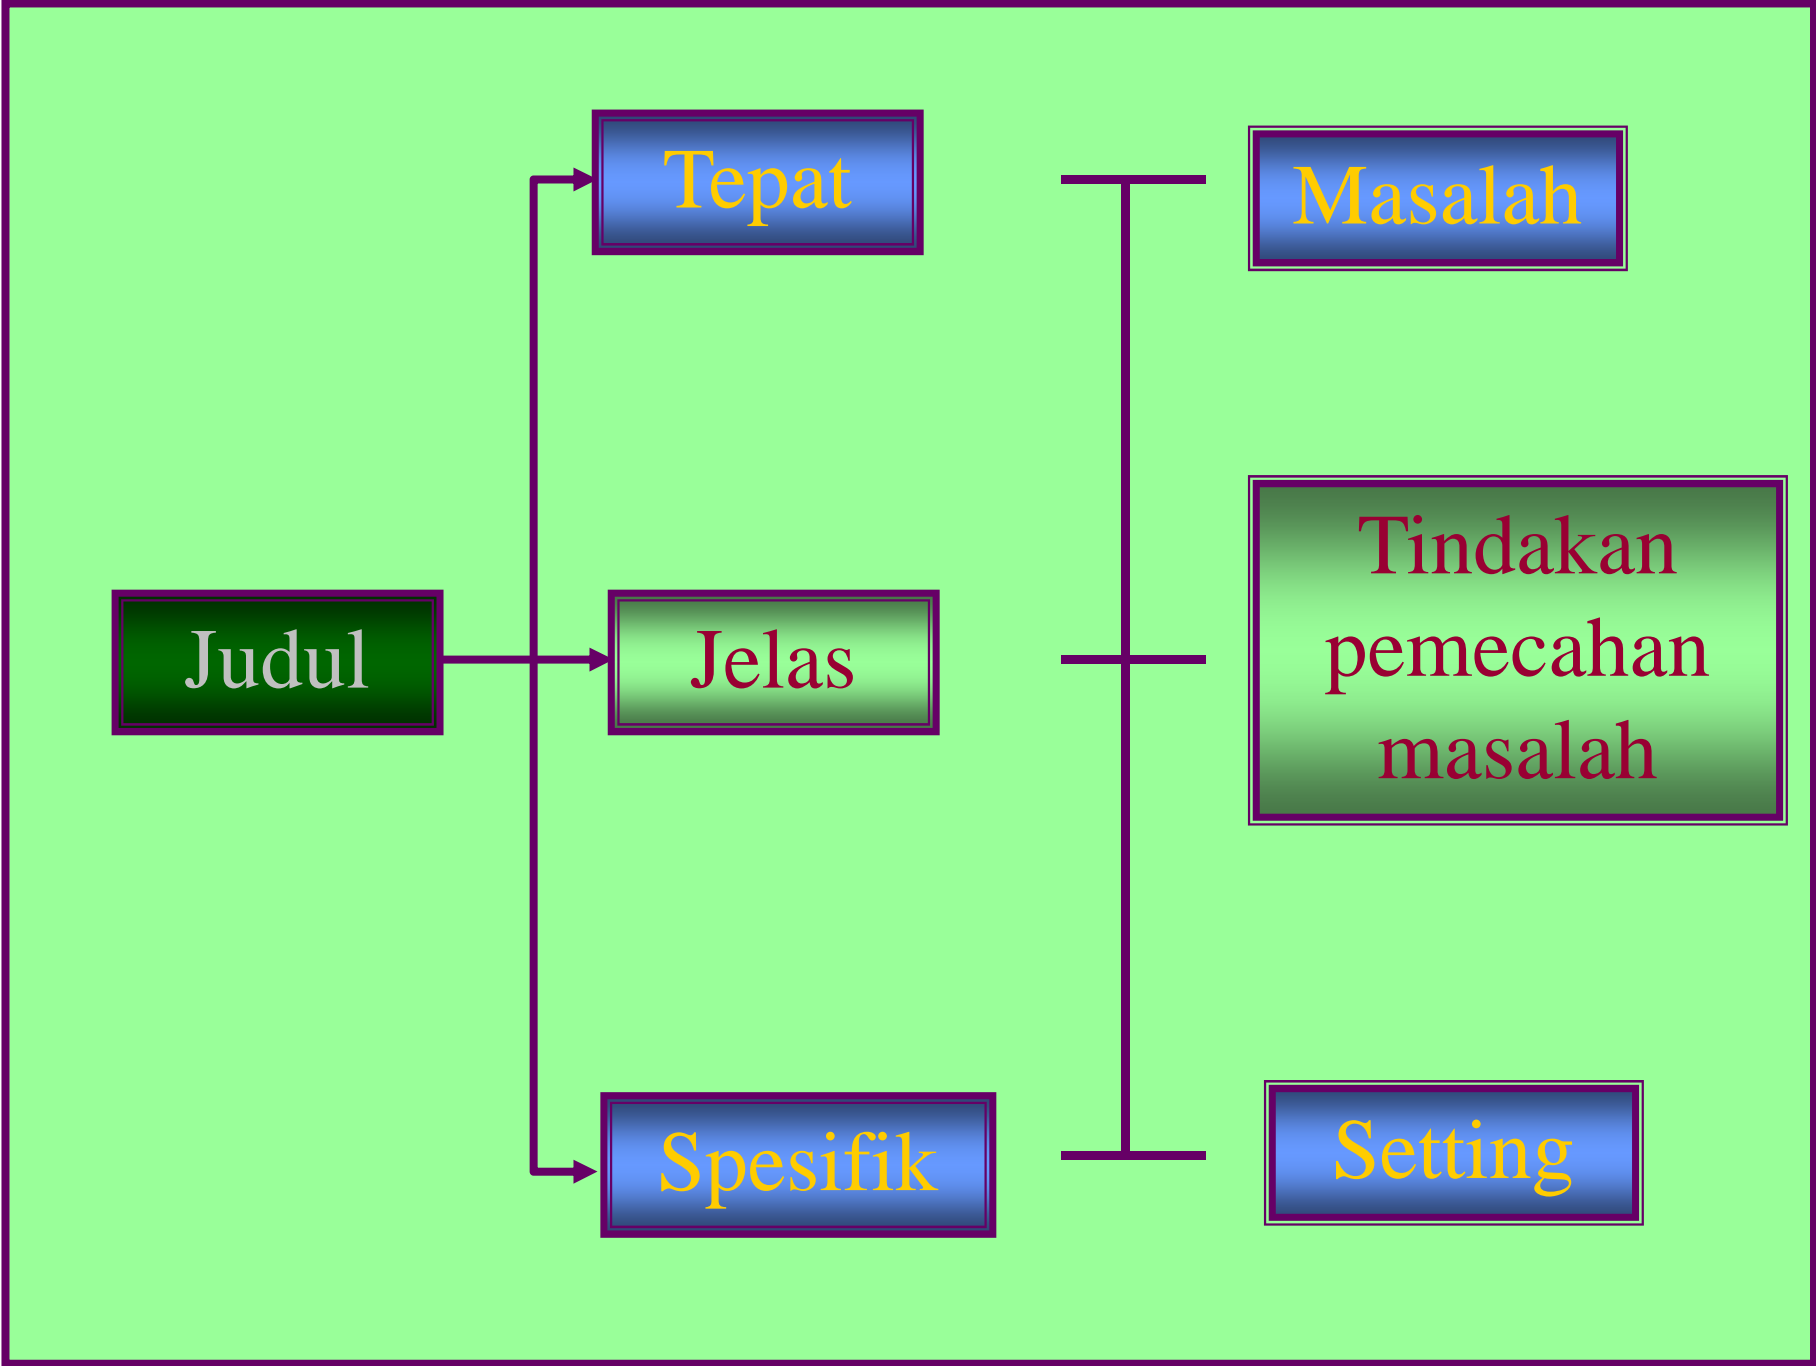 Judul
Tepat
Jelas
Spesifik
Masalah
Tindakan
pemecahan
masalah
Setting